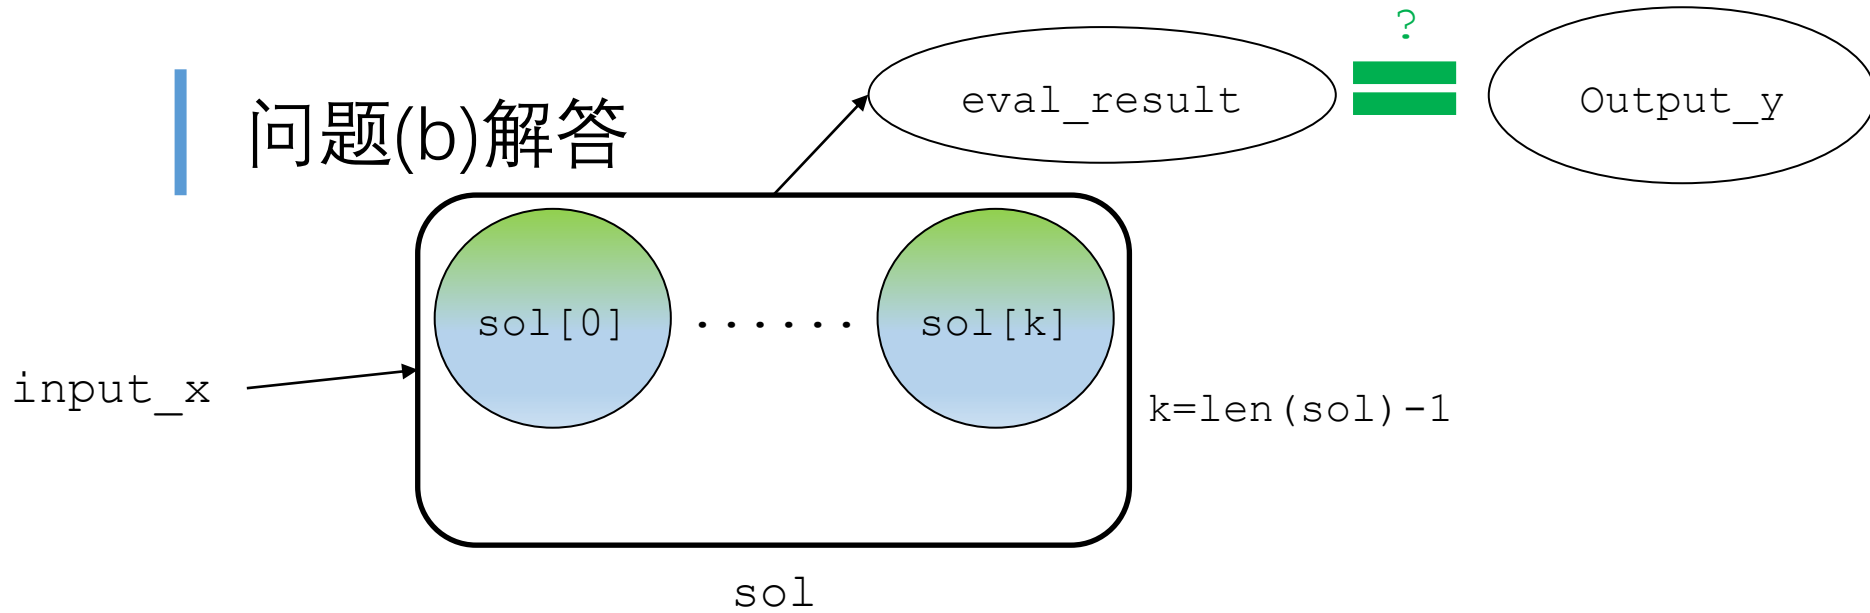 ?
eval_result
Output_y
问题(b)解答
sol[0]
......
sol[k]
input_x
k=len(sol)-1
sol